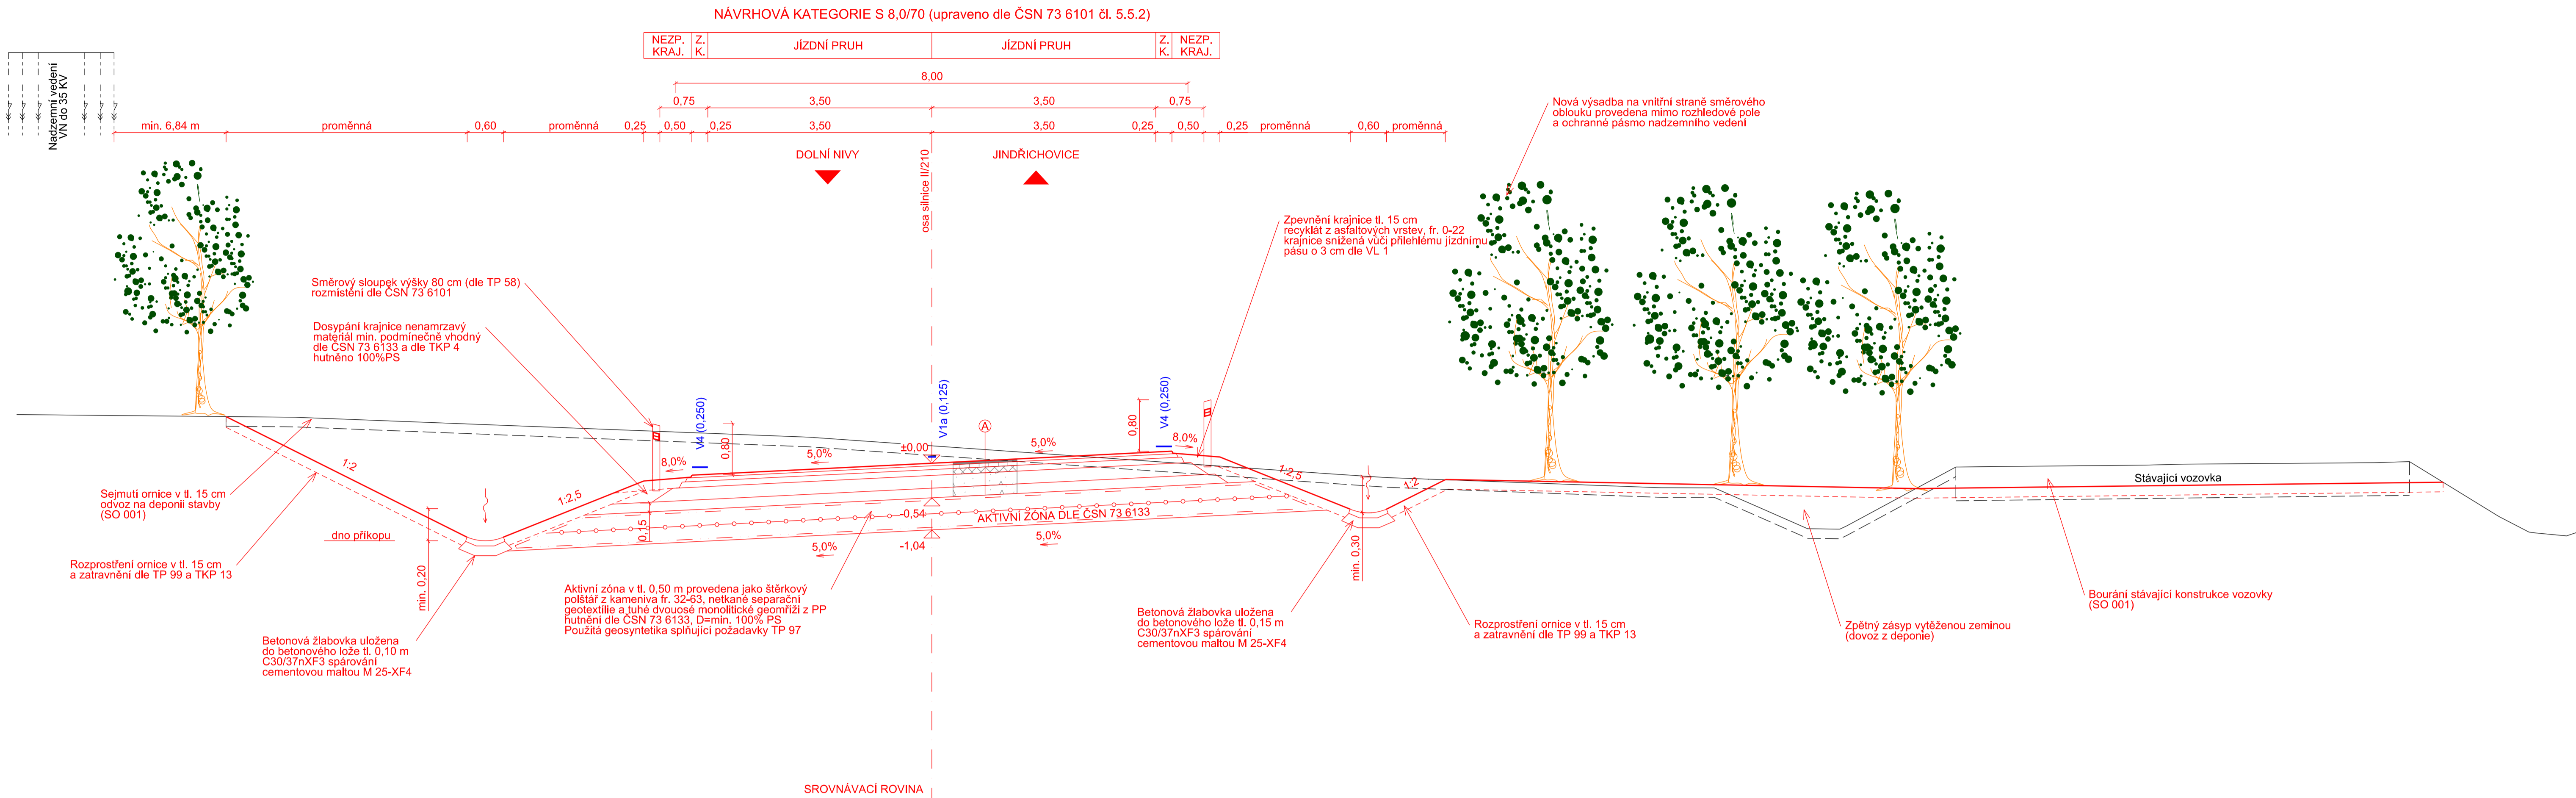 NÁVRHOVÁ KATEGORIE S 8,0/70 (upraveno dle ČSN 73 6101 čl. 5.5.2)
NEZP.
KRAJ.
Z.
K.
JÍZDNÍ PRUH
JÍZDNÍ PRUH
Z.
K.
NEZP.
KRAJ.
8,00
0,75
3,50
3,50
0,75
min. 6,84 m
proměnná
0,60
proměnná
0,25
0,50
0,25
3,50
3,50
0,25
0,50
0,25
proměnná
0,60
proměnná
Nadzemní vedení
VN do 35 KV
DOLNÍ NIVY
JINDŘICHOVICE
osa silnice II/210
Nová výsadba na vnitřní straně směrového
oblouku provedena mimo rozhledové pole
a ochranné pásmo nadzemního vedení
Zpevnění krajnice tl. 15 cm
recyklát z asfaltových vrstev, fr. 0-22
krajnice snížená vůči přilehlému jízdnímu
pásu o 3 cm dle VL 1
Směrový sloupek výšky 80 cm (dle TP 58)
rozmístění dle ČSN 73 6101
Dosypání krajnice nenamrzavý
materiál min. podmínečně vhodný
dle ČSN 73 6133 a dle TKP 4
hutněno 100%PS
V4 (0,250)
0,80
V1a (0,125)
0,80
V4 (0,250)
A
±0,00
5,0%
8,0%
5,0%
8,0%
1:2
1:2,5
1:2,5
1:2
Stávající vozovka
Sejmutí ornice v tl. 15 cm
odvoz na deponii stavby
(SO 001)
dno příkopu
0,15
-0,54
AKTIVNÍ ZÓNA DLE ČSN 73 6133
5,0%
-1,04
5,0%
min. 0,20
min. 0,30
Rozprostření ornice v tl. 15 cm
a zatravnění dle TP 99 a TKP 13
Aktivní zóna v tl. 0,50 m provedena jako štěrkový
polštář z kameniva fr. 32-63, netkané separační
geotextílie a tuhé dvouosé monolitické geomříži z PP
hutnění dle ČSN 73 6133, D=min. 100% PS
Použitá geosyntetika splňující požadavky TP 97
Betonová žlabovka uložena
do betonového lože tl. 0,10 m
C30/37nXF3 spárování
cementovou maltou M 25-XF4
Betonová žlabovka uložena
do betonového lože tl. 0,15 m
C30/37nXF3 spárování
cementovou maltou M 25-XF4
Rozprostření ornice v tl. 15 cm
a zatravnění dle TP 99 a TKP 13
Zpětný zásyp vytěženou zeminou
(dovoz z deponie)
Bourání stávající konstrukce vozovky
(SO 001)
SROVNÁVACÍ ROVINA